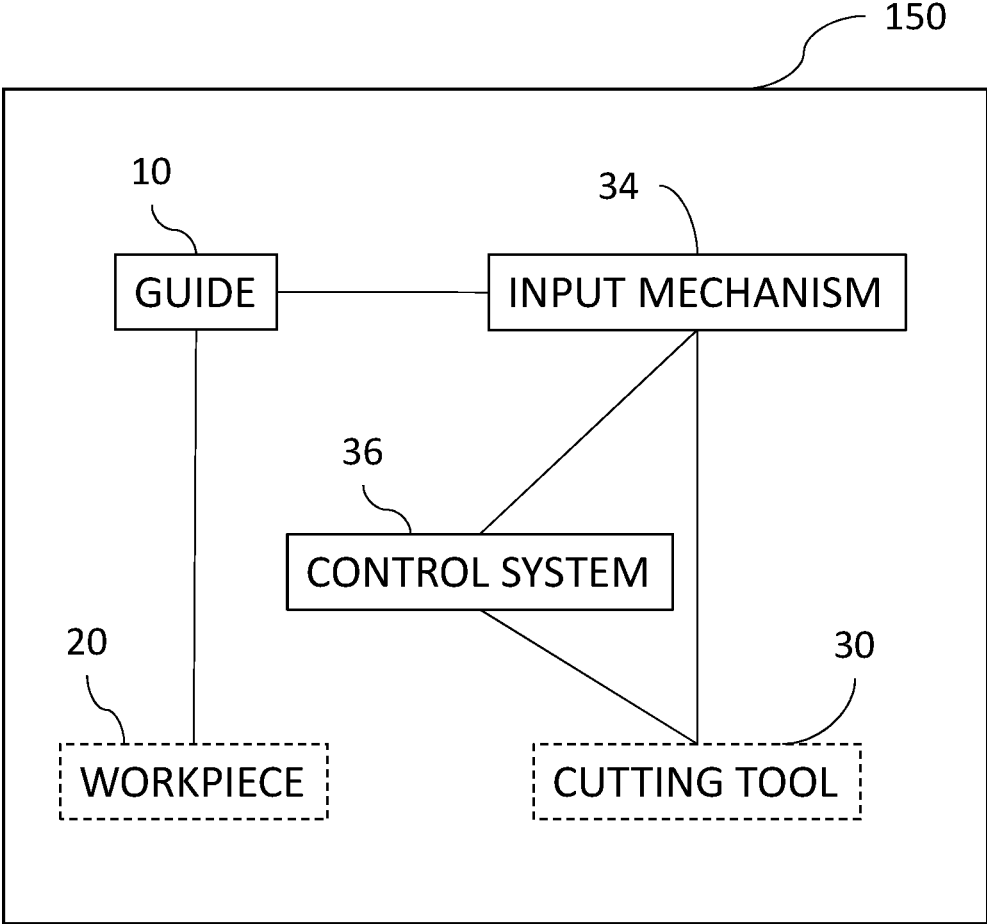 150
10
34
GUIDE
INPUT MECHANISM
36
CONTROL SYSTEM
20
30
WORKPIECE
CUTTING TOOL